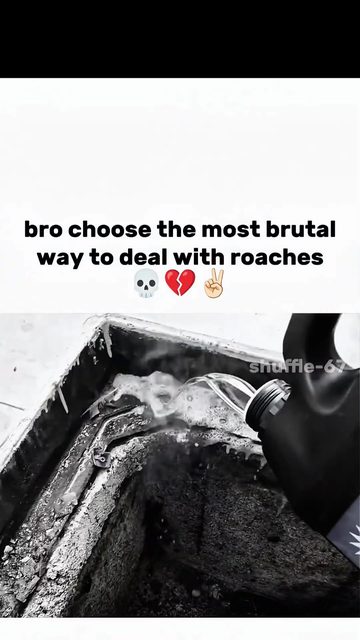 bro choose the most brutal
way to deal with roaches
💀💔✌🏻
shuffle-67